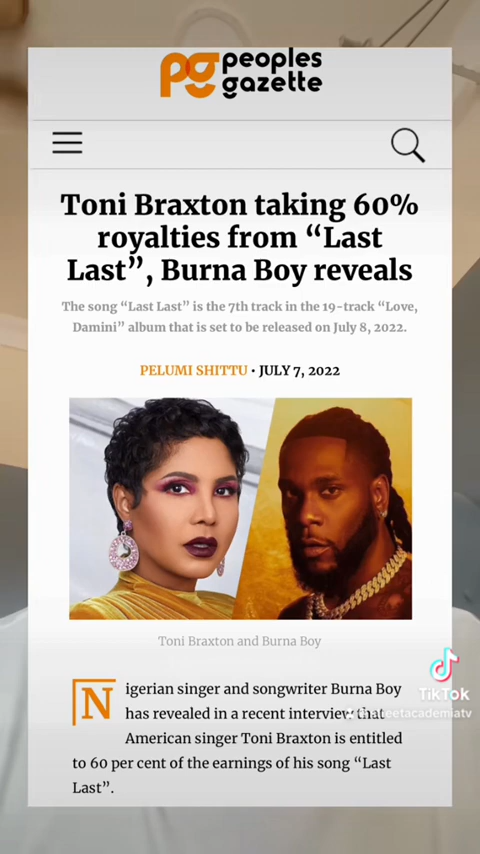 peoples
gazette
Toni Braxton taking 60%
royalties from “Last
Last”, Burna Boy reveals
The song “Last Last” is the 7th track in the 19-track “Love,
Damini” album that is set to be released on July 8, 2022.
PELUMI SHITTU • JULY 7, 2022
Toni Braxton and Burna Boy
Nigerian singer and songwriter Burna Boy
has revealed in a recent interview that
American singer Toni Braxton is entitled
to 60 per cent of the earnings of his song “Last
Last”.
TikTok